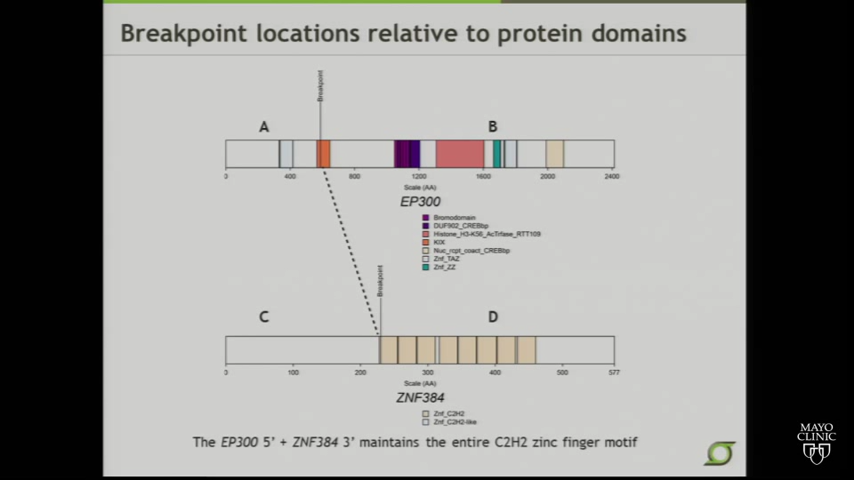 Breakpoint locations relative to protein domains
Breakpoint
A
B
0 400 800 1200 1600 2000 2400
Scale (AA)
EP300
Bromodomain
DUF902_CREBbp
Histone_H3-K56_AcTrfase_RTT109
KIX
Nuc_rcpt_coact_CREBbp
Znf_TAZ
Znf_ZZ
Breakpoint
C
D
0 100 200 300 400 500 577
Scale (AA)
ZNF384
Znf_C2H2
Znf_C2H2-like
The EP300 5' + ZNF384 3' maintains the entire C2H2 zinc finger motif
MAYO
CLINIC